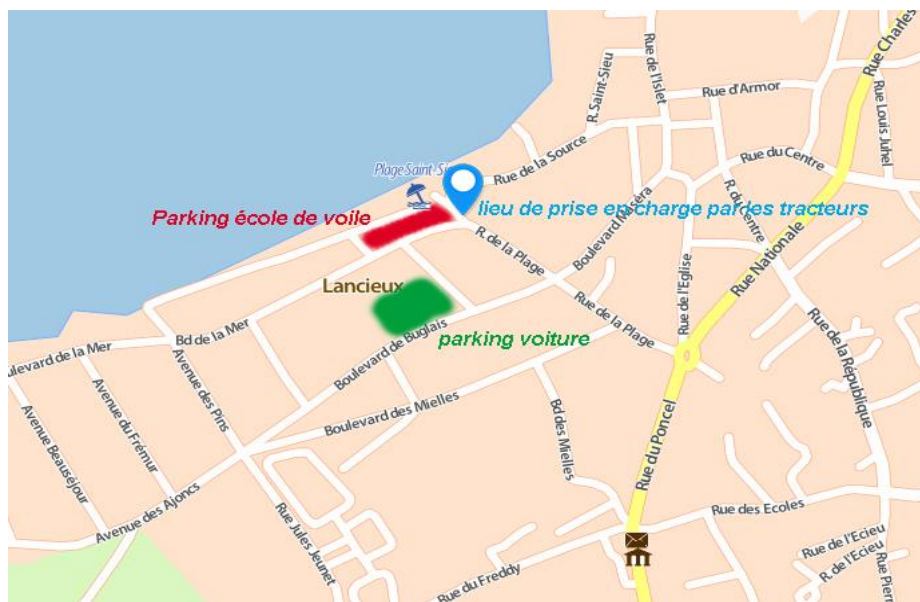 Rue Charles
Rue de l'Islet
R. Saint-Sieu
Rue d'Armor
Rue Louis Juhel
Rue de la Source
Rue du Centre
Plage Saint-Si
Parking école de voile
lieu de prise en charge par les tracteurs
R. du Centre
Boulevard Maséra
R. de la Plage
Rue Nationale
Rue de l'Eglise
Lancieux
Rue de la Plage
Bd de la Mer
parking voiture
Boulevard de Buglais
Rue de la République
oulevard de la Mer
Avenue des Pins
Boulevard des Mielles
Avenue du Frémur
Avenue Beauséjour
Bd des Mielles
Rue du Poncel
Avenue des Ajoncs
Rue Jules Jeunet
Rue des Ecoles
Rue de l'Ecieu
R. de l'Ecieu
Rue du Freddy
Rue Pierr